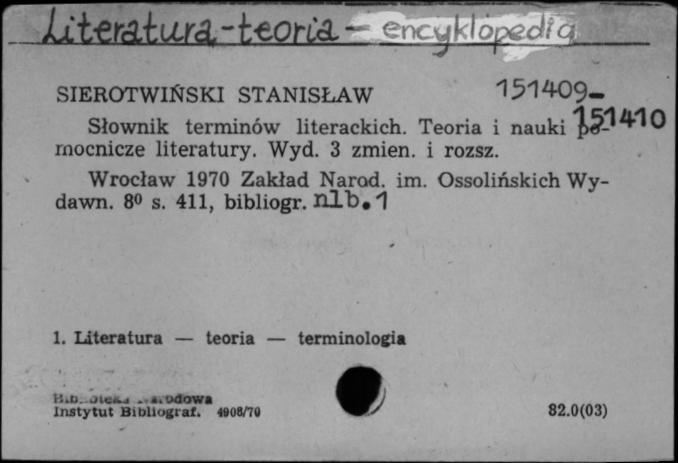 Literatura-teoria - encyklopedia
SIEROTWIŃSKI STANISŁAW 151409-
151410
Słownik terminów literackich. Teoria i nauki po-
mocnicze literatury. Wyd. 3 zmien. i rozsz.
Wrocław 1970 Zakład Narod. im. Ossolińskich Wy-
dawn. 8⁰ s. 411, bibliogr. nlb. 1
1. Literatura — teoria — terminologia
Biblioteka Narodowa
Instytut Bibliograf. 4908/70 82.0(03)